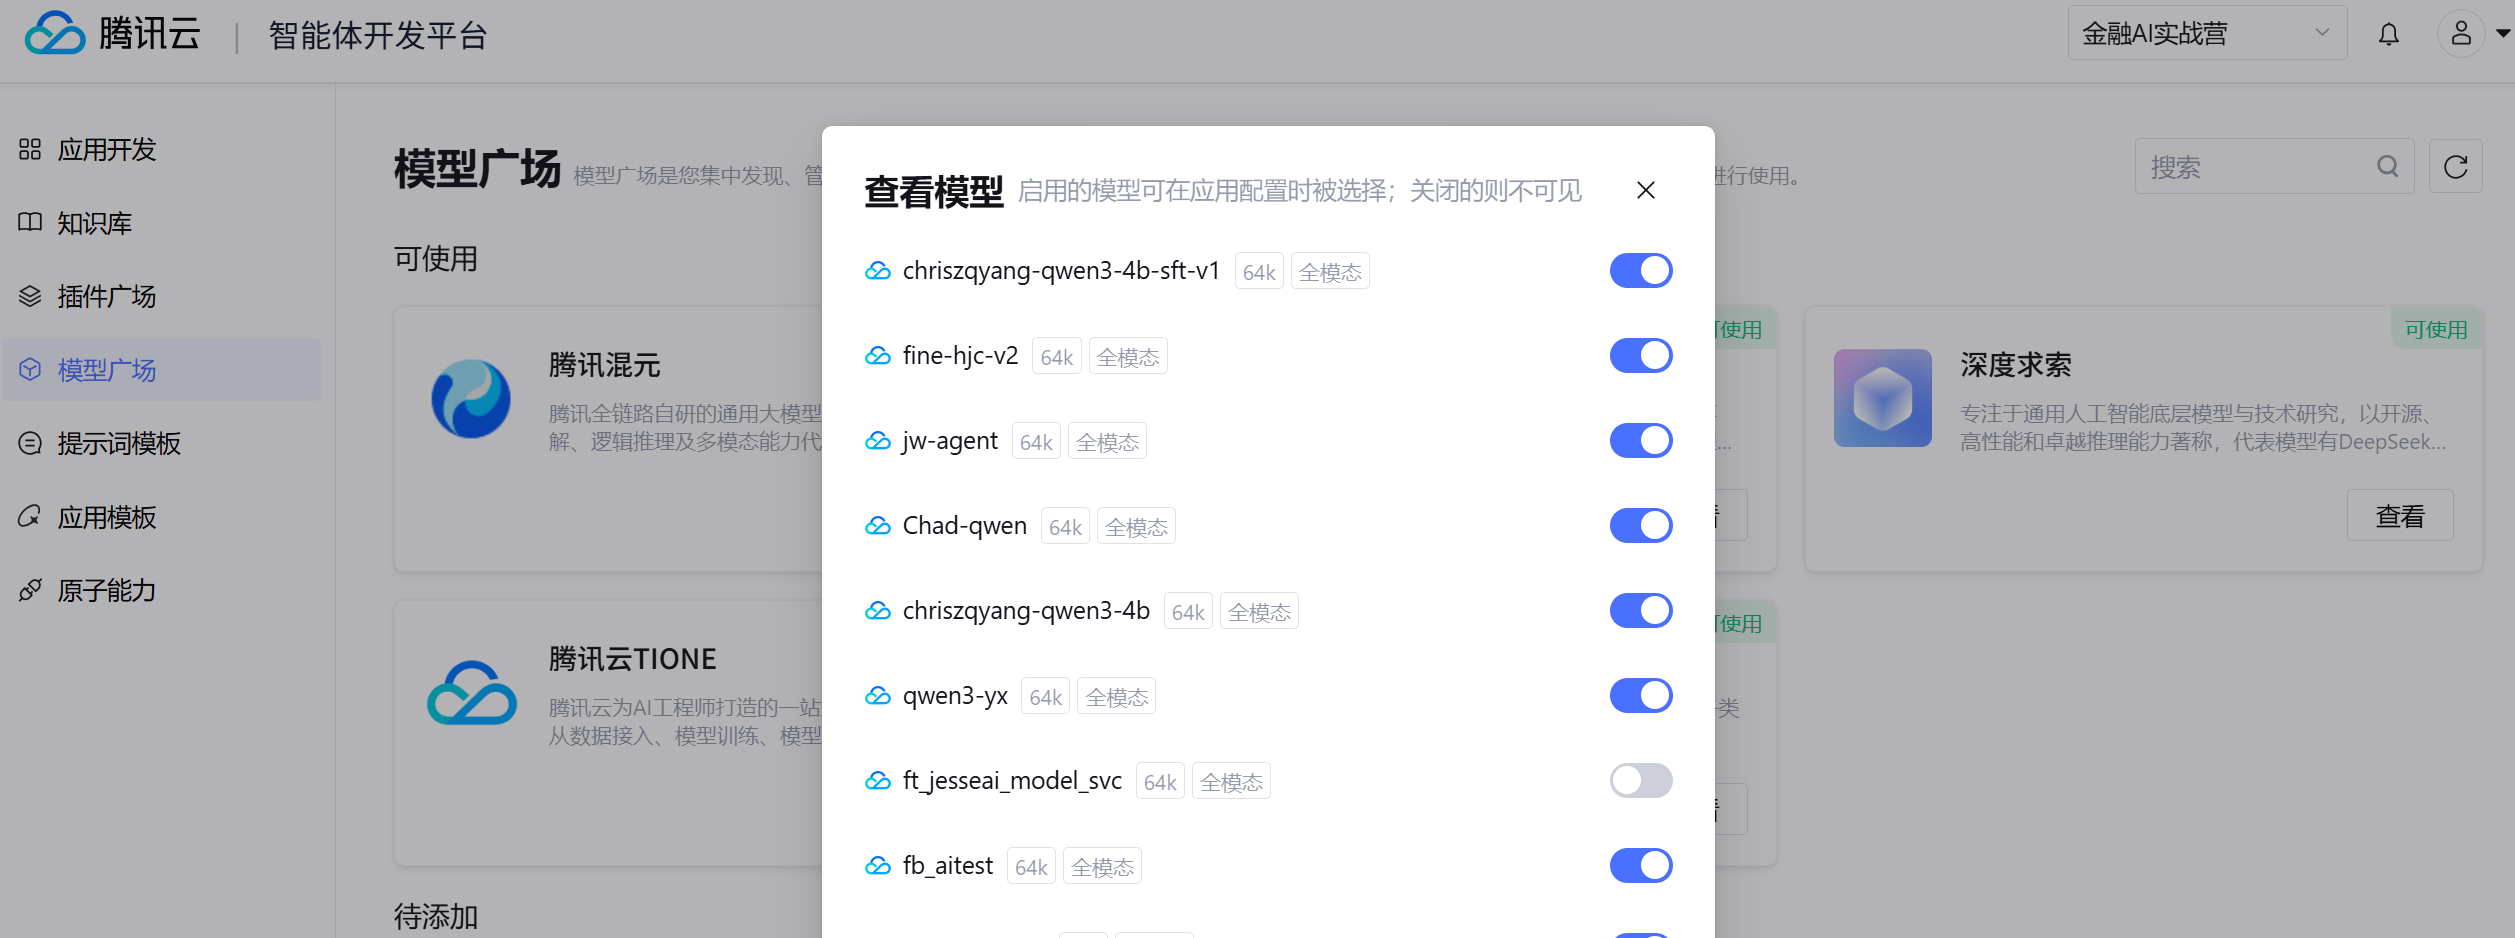 腾讯云 | 智能体开发平台
金融AI实战营
应用开发
知识库
插件广场
模型广场
提示词模板
应用模板
原子能力
模型广场 模型广场是您集中发现、管
进行使用。
搜索
可使用
腾讯混元
腾讯全链路自研的通用大模型
解、逻辑推理及多模态能力代
可使用
...
可使用
深度求索
专注于通用人工智能底层模型与技术研究，以开源、
高性能和卓越推理能力著称，代表模型有DeepSeek...
查看
腾讯云TIONE
腾讯云为AI工程师打造的一站
从数据接入、模型训练、模型
可使用
类
待添加
查看模型 启用的模型可在应用配置时被选择；关闭的则不可见
chriszqyang-qwen3-4b-sft-v1 64k 全模态
fine-hjc-v2 64k 全模态
jw-agent 64k 全模态
Chad-qwen 64k 全模态
chriszqyang-qwen3-4b 64k 全模态
qwen3-yx 64k 全模态
ft_jesseai_model_svc 64k 全模态
fb_aitest 64k 全模态